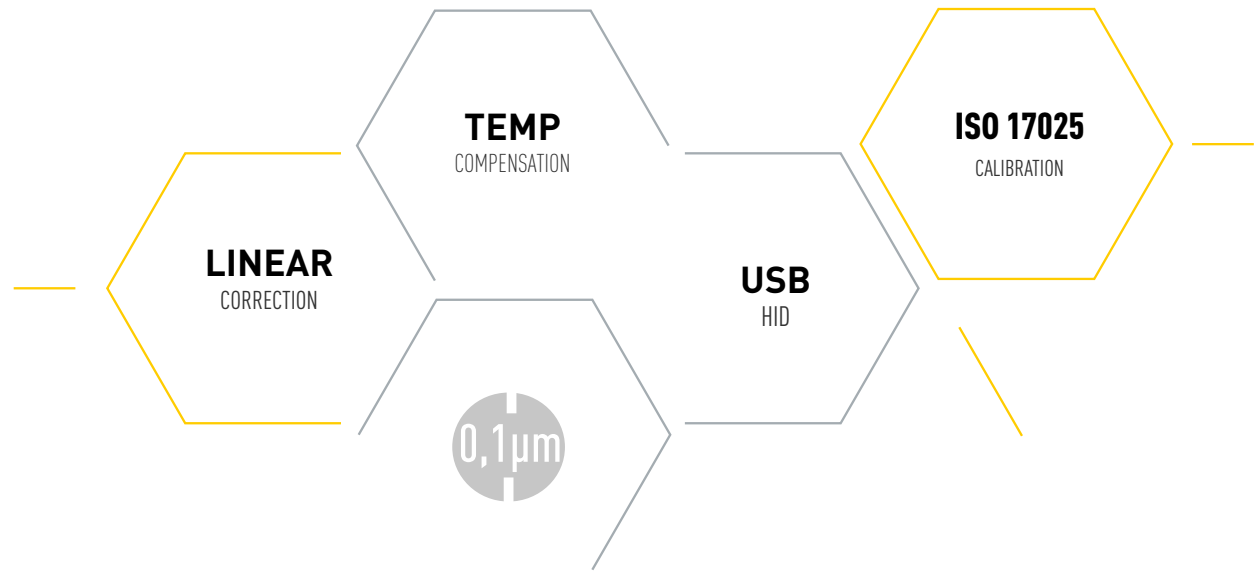 TEMP
COMPENSATION
ISO 17025
CALIBRATION
LINEAR
CORRECTION
USB
HID
0,1µm